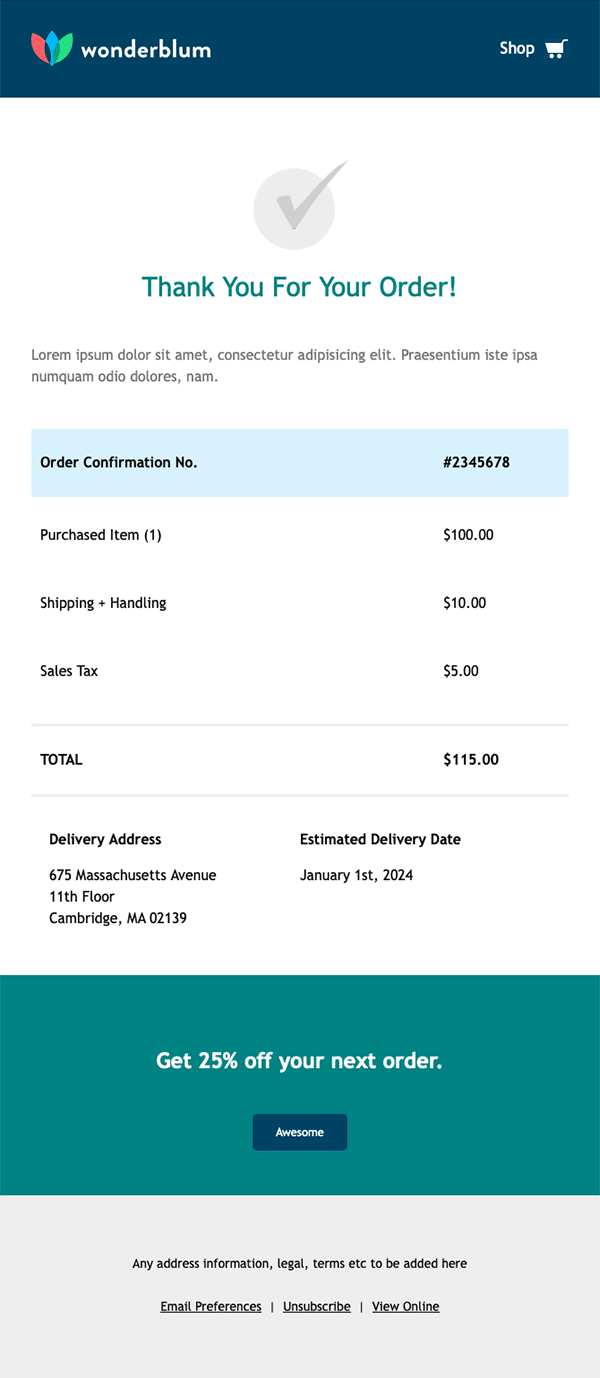 wonderblum
Shop
Thank You For Your Order!
Lorem ipsum dolor sit amet, consectetur adipisicing elit. Praesentium iste ipsa
numquam odio dolores, nam.
Order Confirmation No. #2345678
Purchased Item (1) $100.00
Shipping + Handling $10.00
Sales Tax $5.00
TOTAL $115.00
Delivery Address
675 Massachusetts Avenue
11th Floor
Cambridge, MA 02139
Estimated Delivery Date
January 1st, 2024
Get 25% off your next order.
Awesome
Any address information, legal, terms etc to be added here
Email Preferences | Unsubscribe | View Online